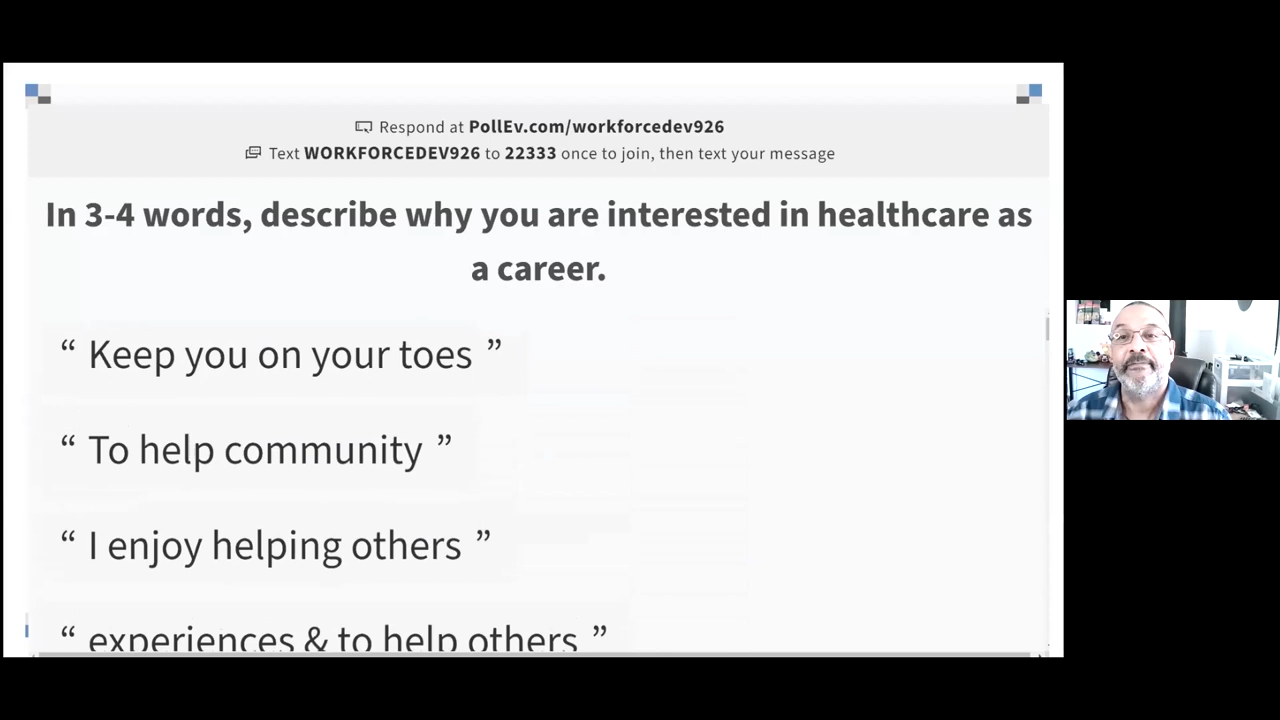 Respond at PollEv.com/workforcedev926
Text WORKFORCEDEV926 to 22333 once to join, then text your message
In 3-4 words, describe why you are interested in healthcare as
a career.
“ Keep you on your toes ”
“ To help community ”
“ I enjoy helping others ”
“ experiences & to help others ”